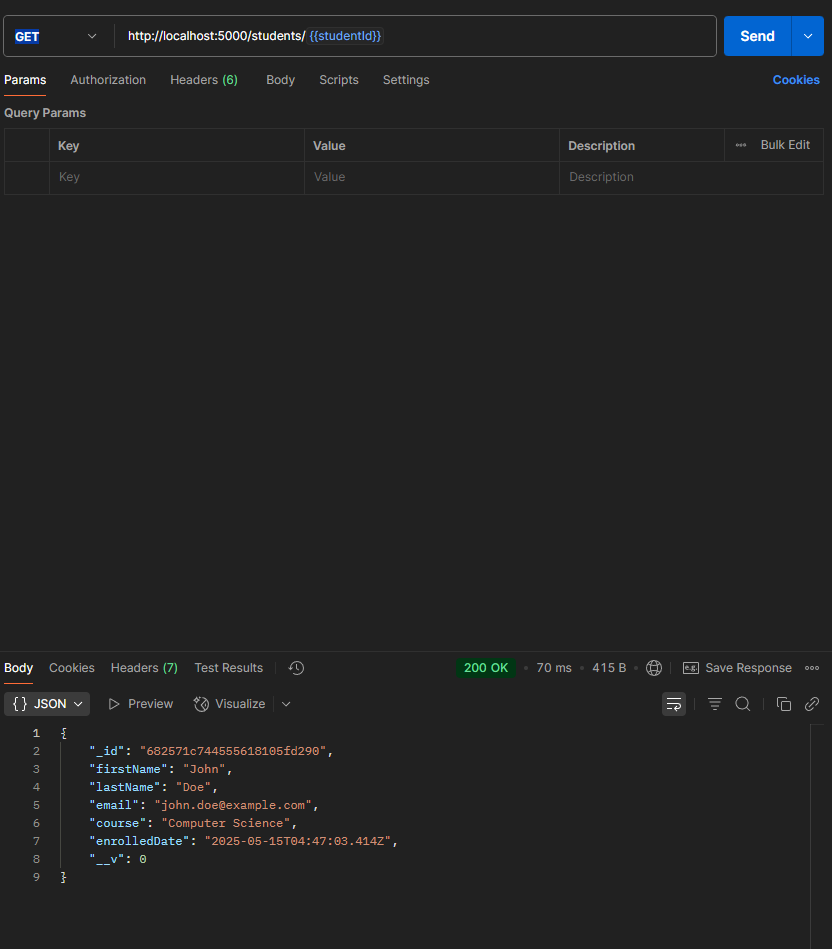 GET http://localhost:5000/students/ {{studentId}} Send
Params Authorization Headers (6) Body Scripts Settings Cookies
Query Params
Key Value Description Bulk Edit
Key Value Description
Body Cookies Headers (7) Test Results 200 OK 70 ms 415 B e.g. Save Response
{} JSON Preview Visualize
1 {
2 "_id": "682571c744555618105fd290",
3 "firstName": "John",
4 "lastName": "Doe",
5 "email": "john.doe@example.com",
6 "course": "Computer Science",
7 "enrolledDate": "2025-05-15T04:47:03.414Z",
8 "__v": 0
9 }